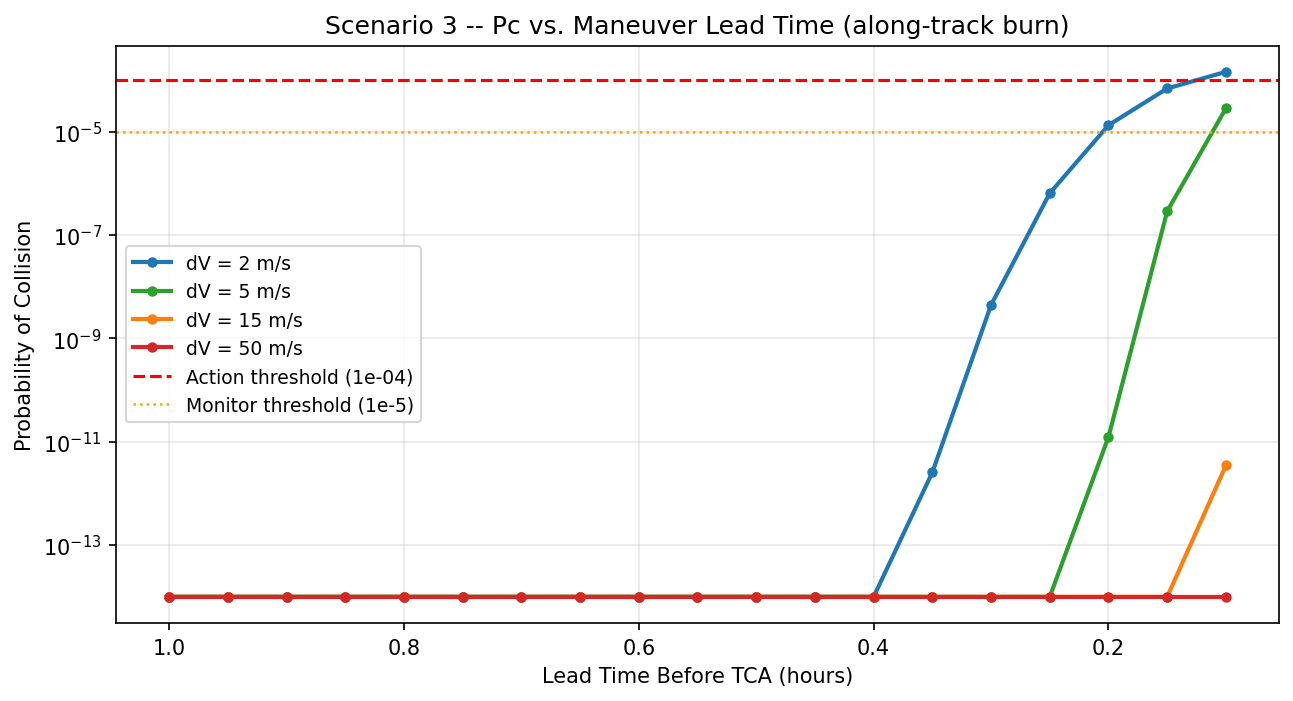 Scenario 3 -- Pc vs. Maneuver Lead Time (along-track burn)
Probability of Collision
10⁻⁵
10⁻⁷
10⁻⁹
10⁻¹¹
10⁻¹³
dV = 2 m/s
dV = 5 m/s
dV = 15 m/s
dV = 50 m/s
Action threshold (1e-04)
Monitor threshold (1e-5)
1.0 0.8 0.6 0.4 0.2
Lead Time Before TCA (hours)